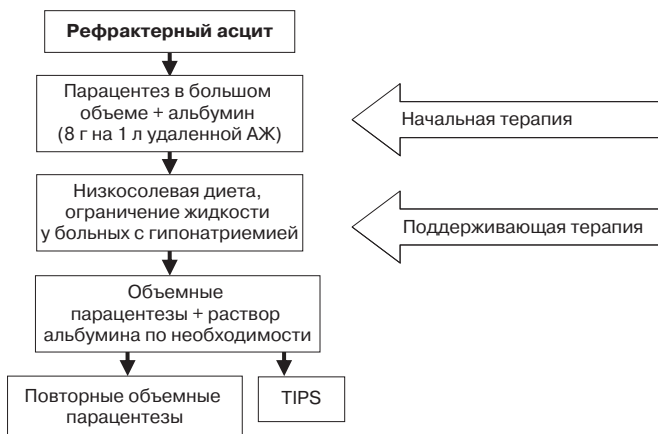 Рефрактерный асцит
Парацентез в большом
объеме + альбумин
(8 г на 1 л удаленной АЖ)
Начальная терапия
Низкосолевая диета,
ограничение жидкости
у больных с гипонатриемией
Поддерживающая терапия
Объемные
парацентезы + раствор
альбумина по необходимости
Повторные объемные
парацентезы
TIPS